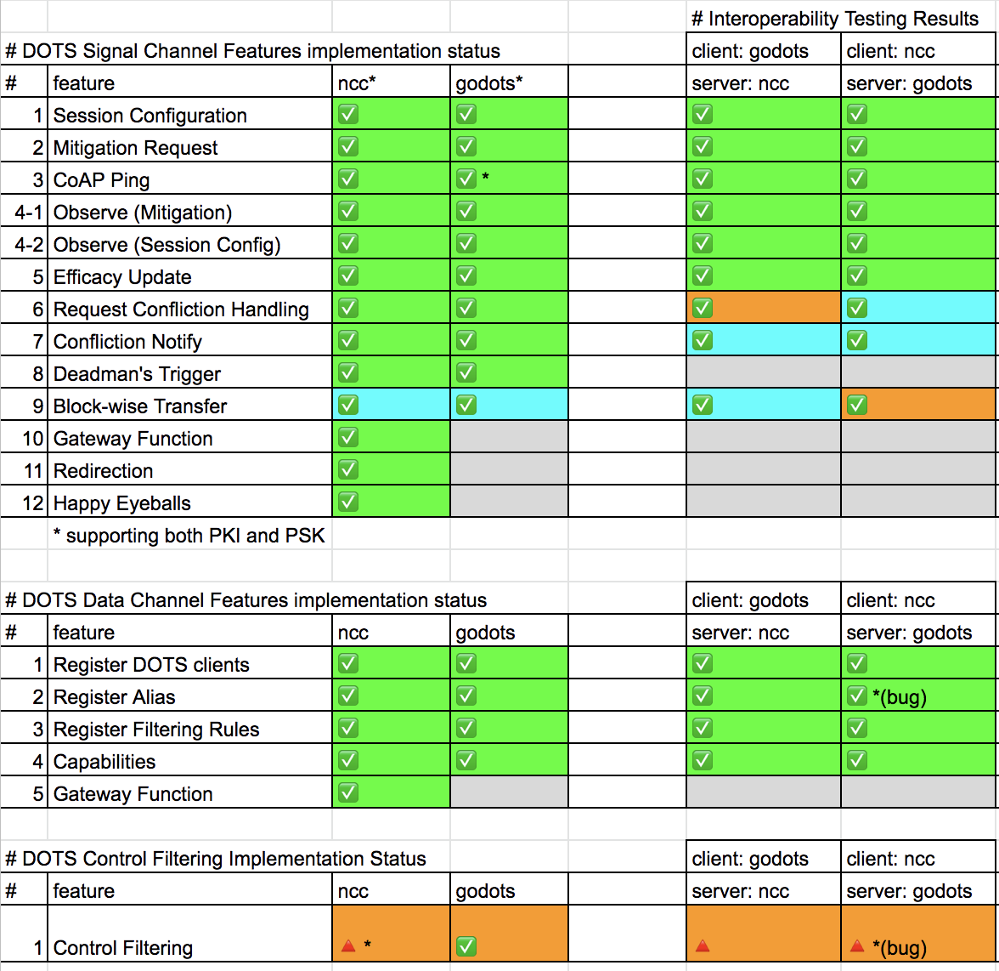 # Interoperability Testing Results
# DOTS Signal Channel Features implementation status client: godots client: ncc
# feature ncc* godots* server: ncc server: godots
1 Session Configuration ✅ ✅ ✅ ✅
2 Mitigation Request ✅ ✅ ✅ ✅
3 CoAP Ping ✅ ✅ * ✅ ✅
4-1 Observe (Mitigation) ✅ ✅ ✅ ✅
4-2 Observe (Session Config) ✅ ✅ ✅ ✅
5 Efficacy Update ✅ ✅ ✅ ✅
6 Request Confliction Handling ✅ ✅ ✅ ✅
7 Confliction Notify ✅ ✅ ✅ ✅
8 Deadman's Trigger ✅ ✅
9 Block-wise Transfer ✅ ✅ ✅ ✅
10 Gateway Function ✅
11 Redirection ✅
12 Happy Eyeballs ✅
* supporting both PKI and PSK
# DOTS Data Channel Features implementation status client: godots client: ncc
# feature ncc godots server: ncc server: godots
1 Register DOTS clients ✅ ✅ ✅ ✅
2 Register Alias ✅ ✅ ✅ ✅ *(bug)
3 Register Filtering Rules ✅ ✅ ✅ ✅
4 Capabilities ✅ ✅ ✅ ✅
5 Gateway Function ✅
# DOTS Control Filtering Implementation Status client: godots client: ncc
# feature ncc godots server: ncc server: godots
1 Control Filtering 🔺 * ✅ 🔺 🔺 *(bug)